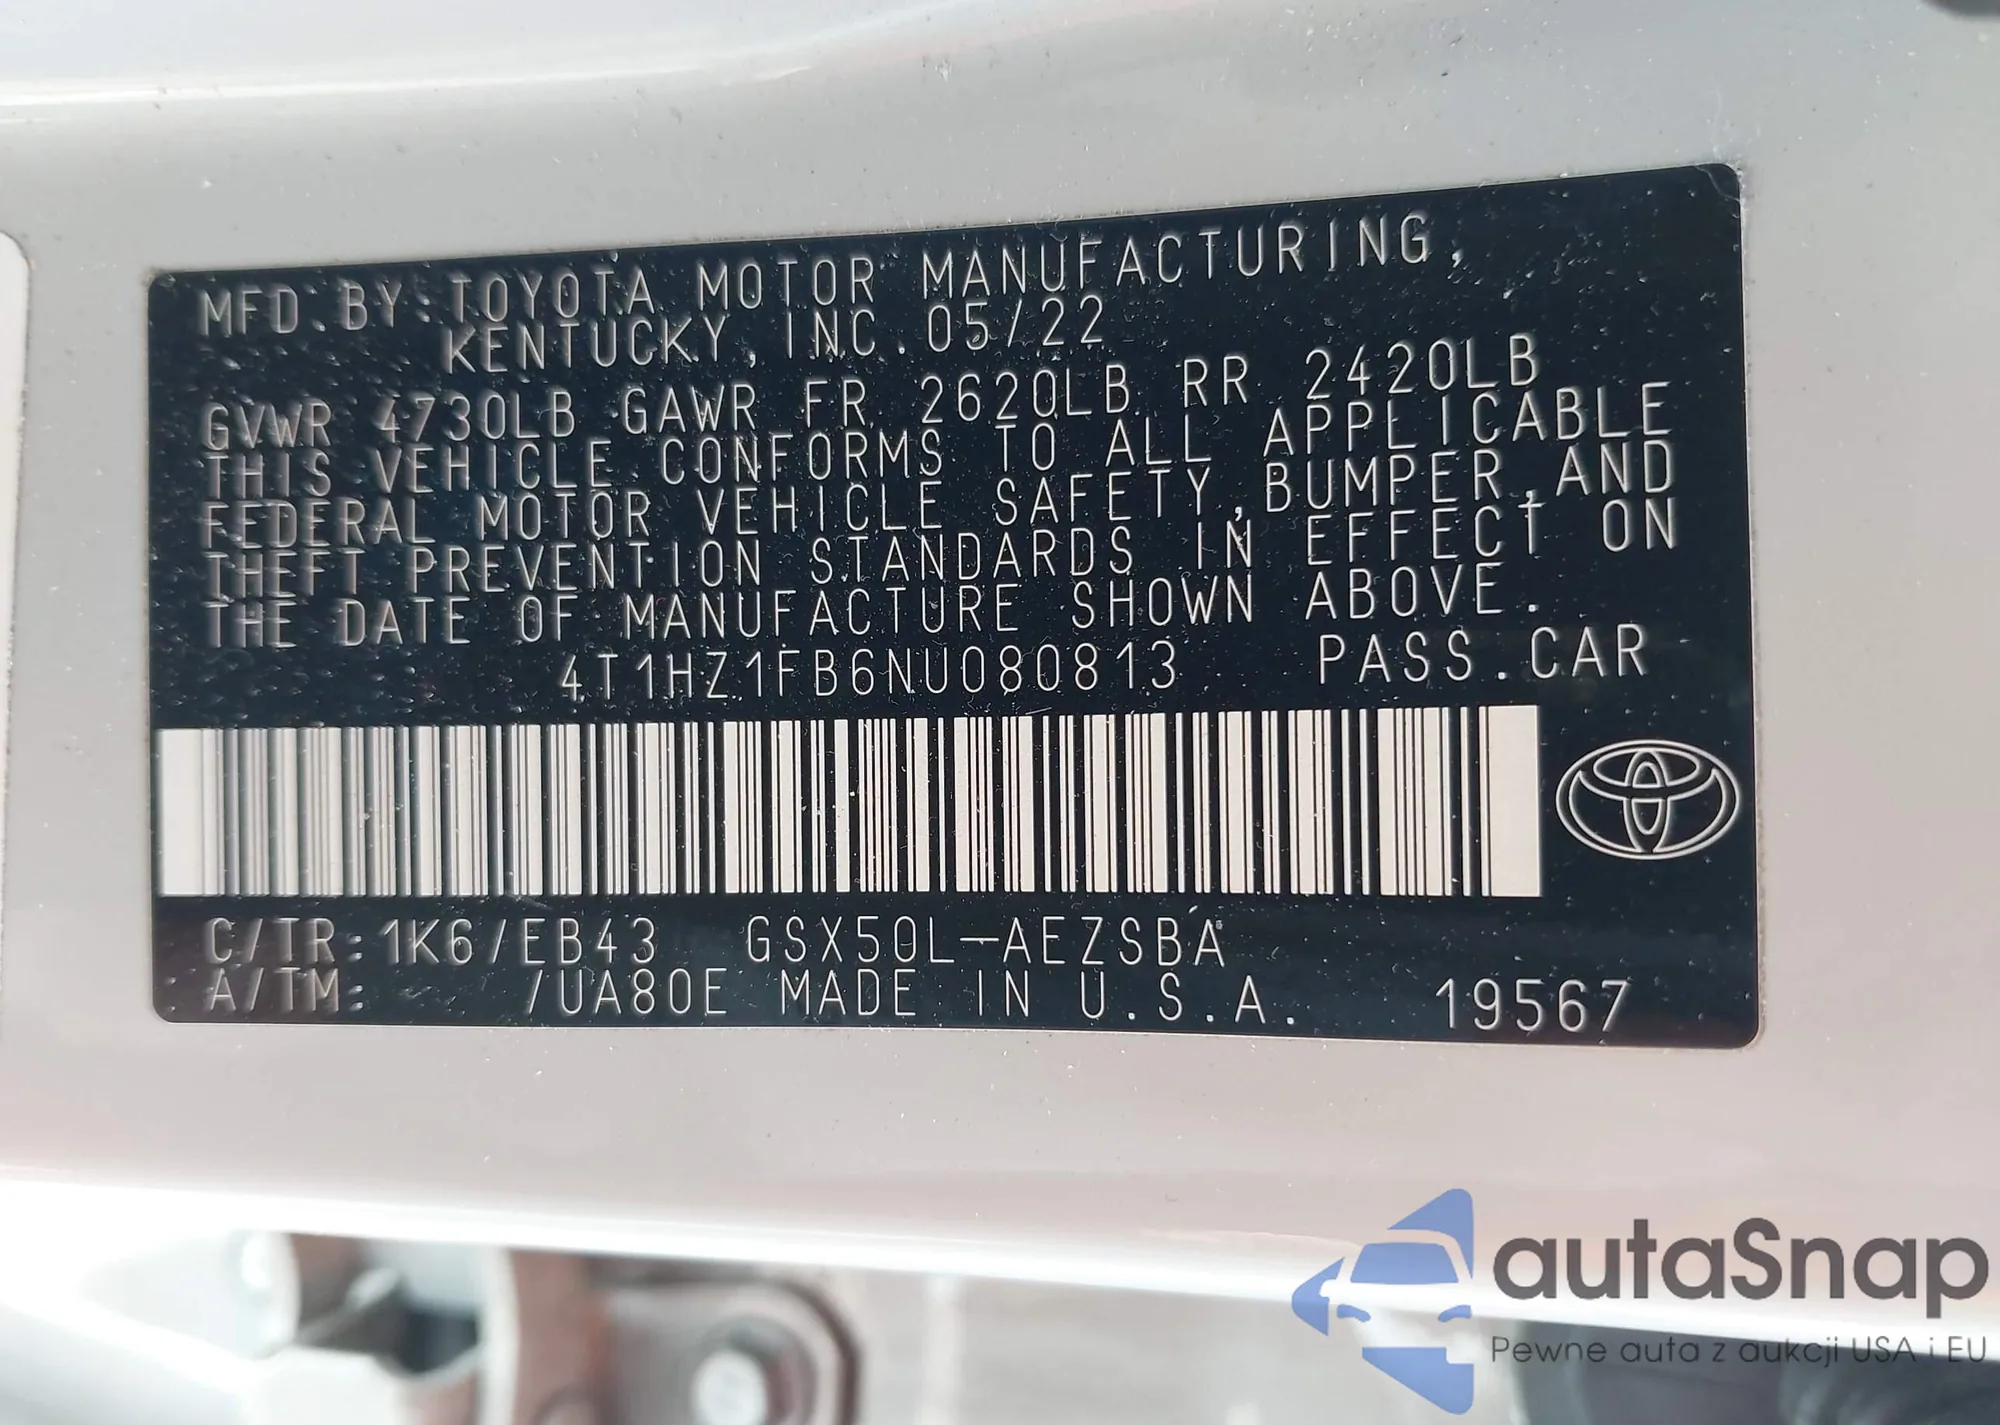 MFD. BY: TOYOTA MOTOR MANUFACTURING,
KENTUCKY, INC. 05/22
GVWR 4730LB GAWR FR 2620LB RR 2420LB
THIS VEHICLE CONFORMS TO ALL APPLICABLE
FEDERAL MOTOR VEHICLE SAFETY, BUMPER, AND
THEFT PREVENTION STANDARDS IN EFFECT ON
THE DATE OF MANUFACTURE SHOWN ABOVE.
4T1HZ1FB6NU080813 PASS.CAR
C/TR: 1K6/EB43 GSX50L-AEZSBA
A/TM: /UA80E MADE IN U.S.A. 19567
autaSnap
Pewne auta z aukcji USA i EU